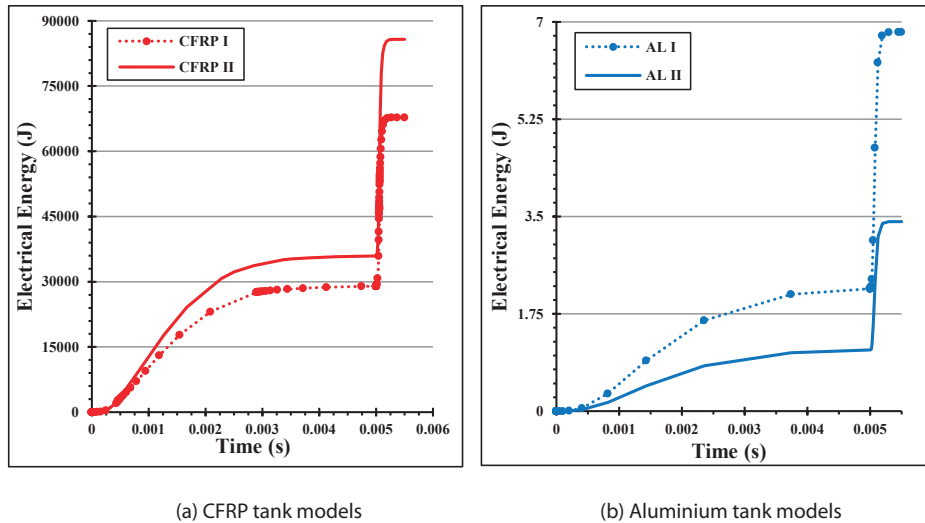 90000
75000
60000
45000
30000
15000
0
Electrical Energy (J)
CFRP I
CFRP II
0 0.001 0.002 0.003 0.004 0.005 0.006
Time (s)
(a) CFRP tank models
7
5.25
3.5
1.75
0
Electrical Energy (J)
AL I
AL II
0 0.001 0.002 0.003 0.004 0.005
Time (s)
(b) Aluminium tank models